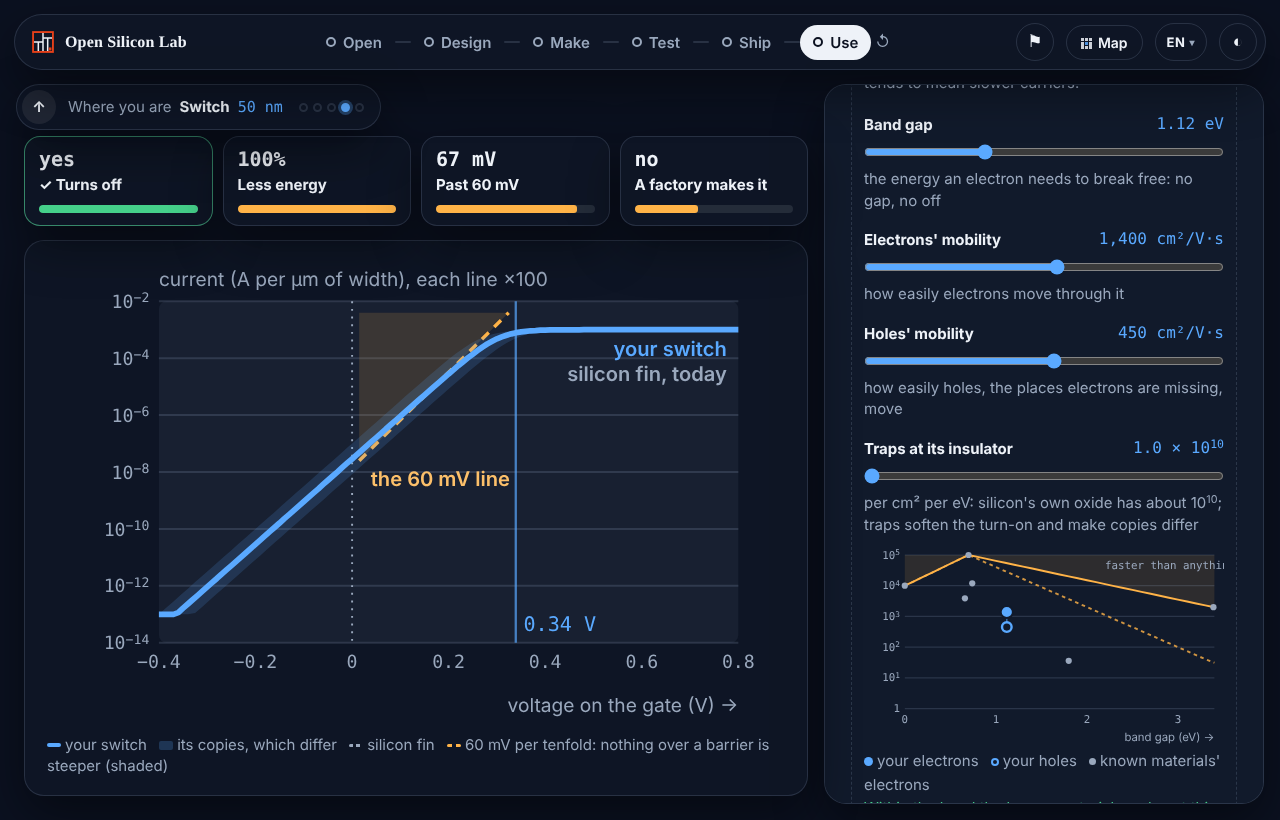 Open Silicon Lab
Open
Design
Make
Test
Ship
Use
Map
EN
Where you are Switch 50 nm
yes
✓ Turns off
100%
Less energy
67 mV
Past 60 mV
no
A factory makes it
current (A per µm of width), each line ×100
10⁻²
10⁻⁴
10⁻⁶
10⁻⁸
10⁻¹⁰
10⁻¹²
10⁻¹⁴
your switch
silicon fin, today
the 60 mV line
0.34 V
−0.4 −0.2 0 0.2 0.4 0.6 0.8
voltage on the gate (V) →
your switch its copies, which differ silicon fin 60 mV per tenfold: nothing over a barrier is
steeper (shaded)
tends to mean slower carriers.
Band gap 1.12 eV
the energy an electron needs to break free: no
gap, no off
Electrons' mobility 1,400 cm²/V·s
how easily electrons move through it
Holes' mobility 450 cm²/V·s
how easily holes, the places electrons are missing,
move
Traps at its insulator 1.0 × 10¹⁰
per cm² per eV: silicon's own oxide has about 10¹⁰;
traps soften the turn-on and make copies differ
10⁵
faster than anythin
10⁴
10³
10²
10¹
1
0 1 2 3
band gap (eV) →
your electrons your holes known materials'
electrons